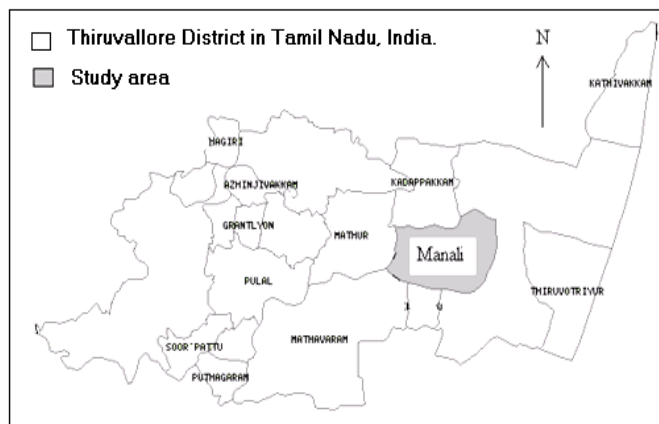 Thiruvallore District in Tamil Nadu, India.
Study area
N
KATHIVAKKAM
MAGIRI
AZHINJIVAKKAM
KADAPPAKKAM
GRANTLYON
MATHUR
Manali
PULAL
THIRUVOTRIYUR
MATHAVARAM
SOOR'PATTU
PUTHAGARAM